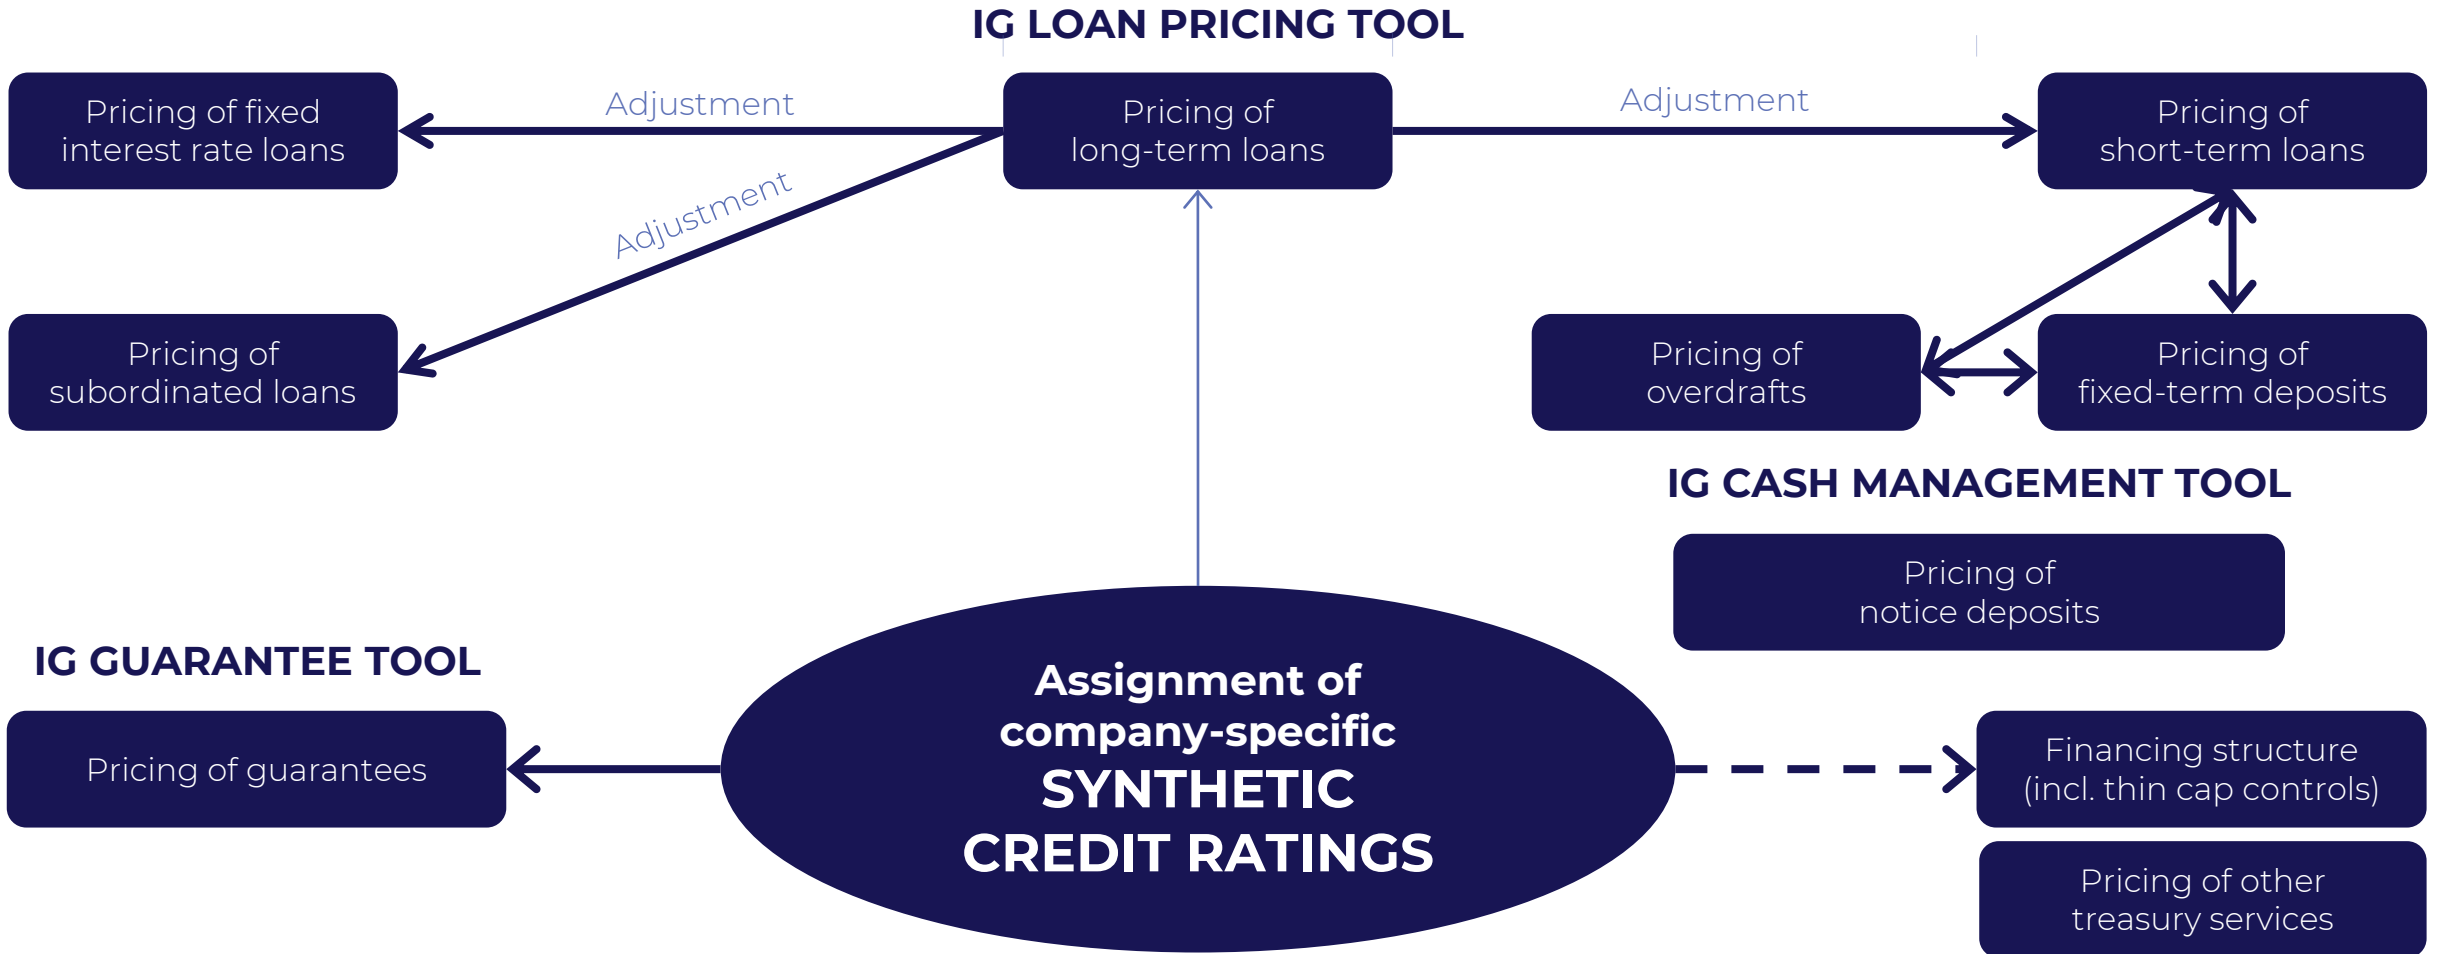 IG LOAN PRICING TOOL
Pricing of fixed
interest rate loans
Adjustment
Pricing of
long-term loans
Adjustment
Pricing of
short-term loans
Adjustment
Pricing of
subordinated loans
Pricing of
overdrafts
Pricing of
fixed-term deposits
IG CASH MANAGEMENT TOOL
Pricing of
notice deposits
IG GUARANTEE TOOL
Pricing of guarantees
Assignment of
company-specific
SYNTHETIC
CREDIT RATINGS
Financing structure
(incl. thin cap controls)
Pricing of other
treasury services